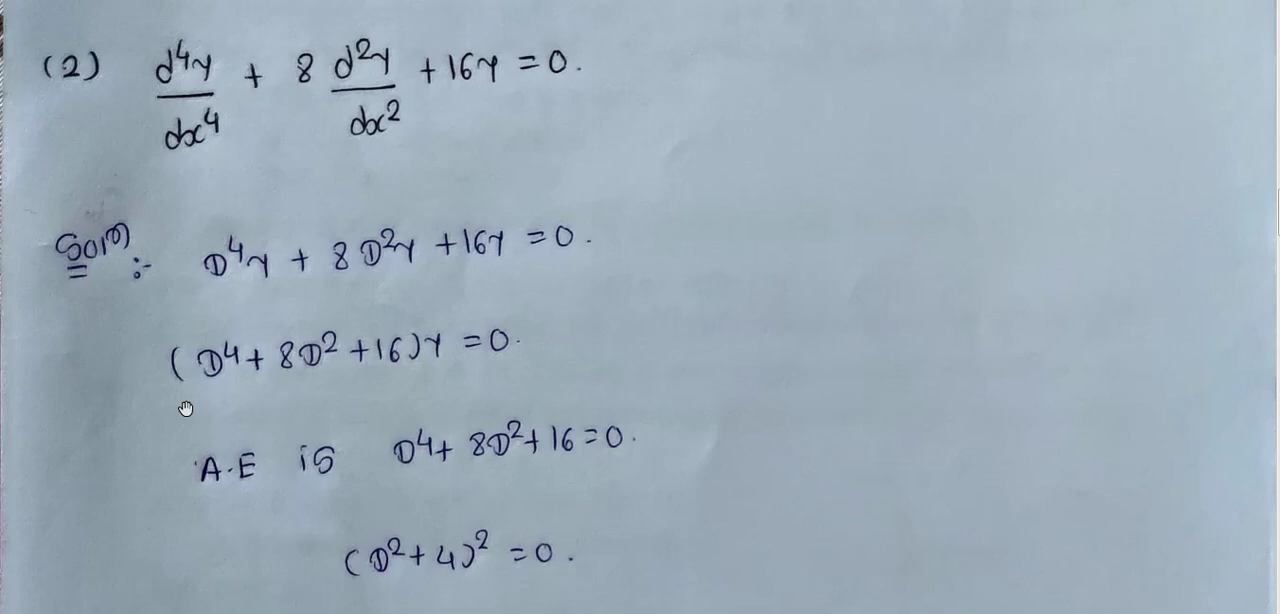 (2) d⁴y/dx⁴ + 8 d²y/dx² + 16y = 0.
Soln :- D⁴y + 8D²y + 16y = 0.
(D⁴ + 8D² + 16)y = 0.
A.E is D⁴ + 8D² + 16 = 0.
(D² + 4)² = 0.